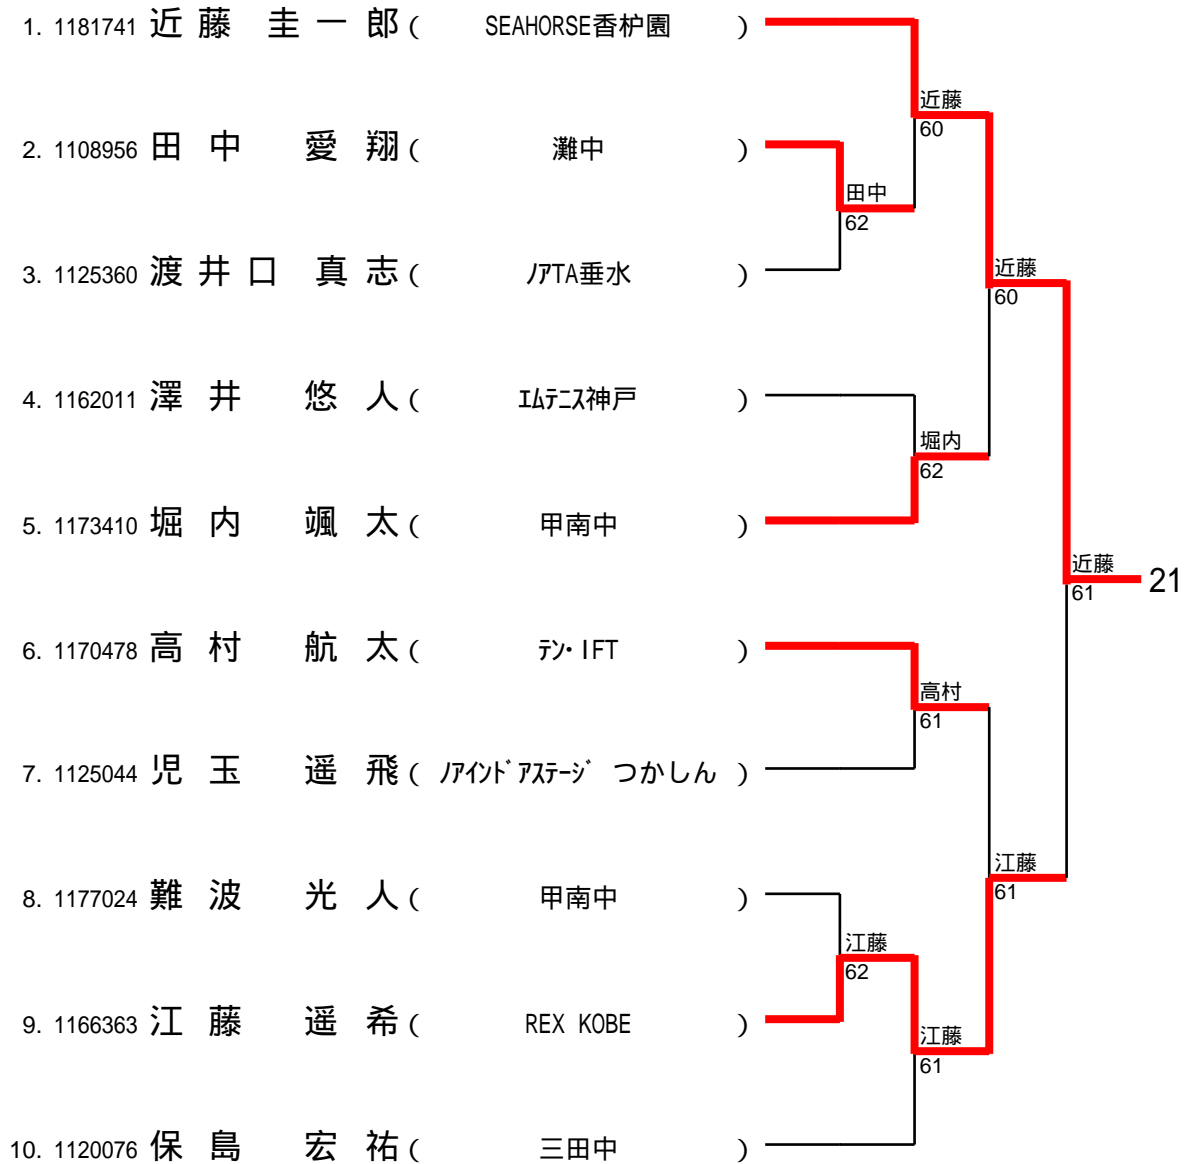 1. 1181741 近藤 圭一郎 ( SEAHORSE香枦園 )
近藤
60
2. 1108956 田中 愛翔 ( 灘中 )
田中
62
3. 1125360 渡井口 真志 ( ﾉｱTA垂水 )
近藤
60
4. 1162011 澤井 悠人 ( ｴﾑﾃﾆｽ神戸 )
堀内
62
5. 1173410 堀内 颯太 ( 甲南中 )
近藤
61
21
6. 1170478 高村 航太 ( ﾃﾝ･IFT )
高村
61
7. 1125044 児玉 遥飛 ( ﾉｱｲﾝﾄﾞｱｽﾃｰｼﾞ つかしん )
江藤
61
8. 1177024 難波 光人 ( 甲南中 )
江藤
62
9. 1166363 江藤 遥希 ( REX KOBE )
江藤
61
10. 1120076 保島 宏祐 ( 三田中 )